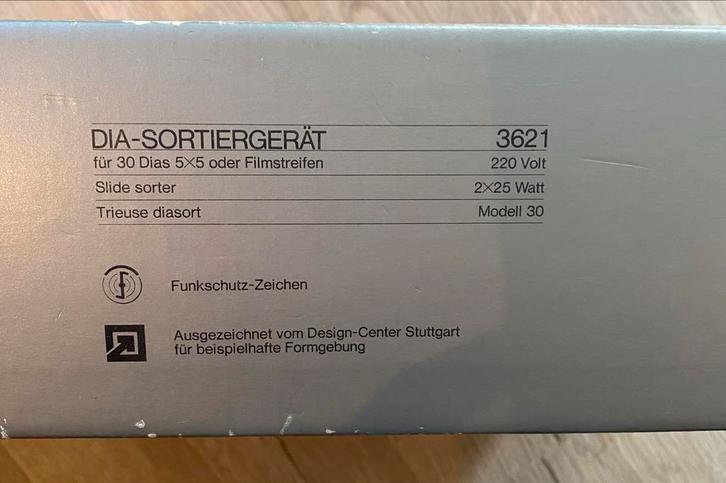 DIA-SORTIERGERÄT 3621
für 30 Dias 5×5 oder Filmstreifen 220 Volt
Slide sorter 2×25 Watt
Trieuse diasort Modell 30
Funkschutz-Zeichen
Ausgezeichnet vom Design-Center Stuttgart
für beispielhafte Formgebung